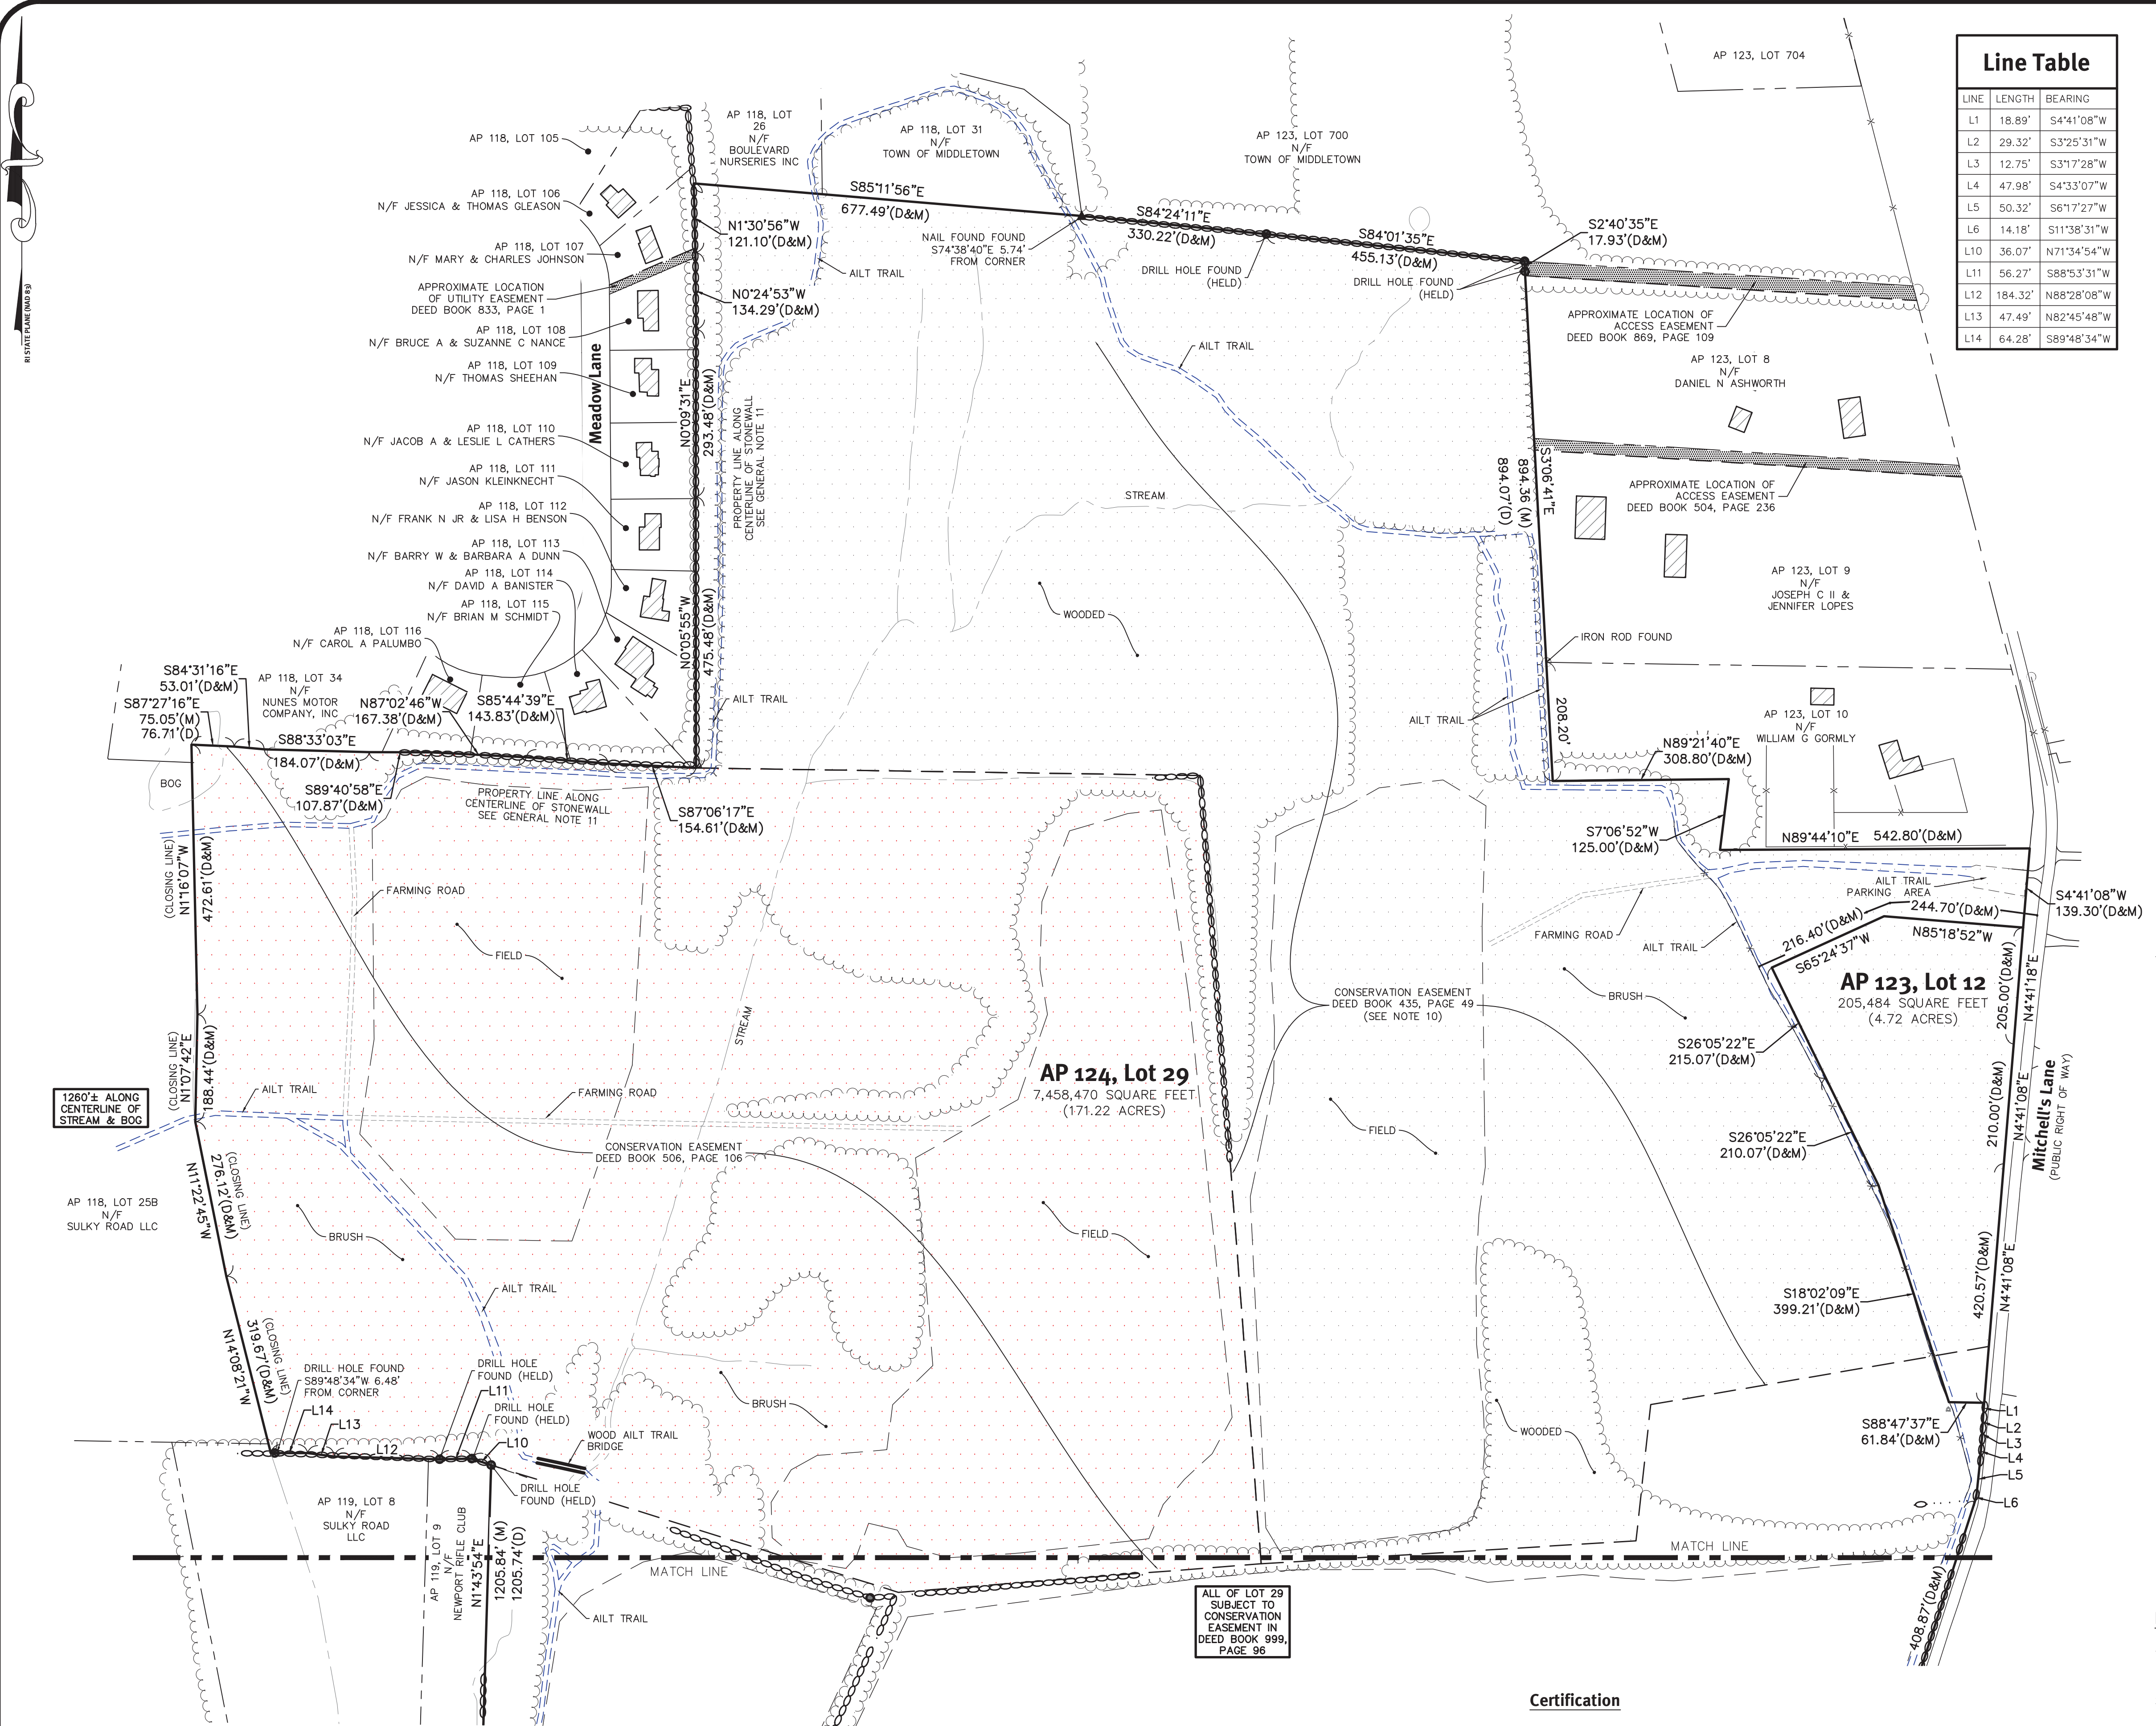 RI STATE PLANE (NAD 83)
AP 118, LOT 105
AP 118, LOT 106
N/F JESSICA & THOMAS GLEASON
AP 118, LOT 107
N/F MARY & CHARLES JOHNSON
APPROXIMATE LOCATION
OF UTILITY EASEMENT
DEED BOOK 833, PAGE 1
AP 118, LOT 108
N/F BRUCE A & SUZANNE C NANCE
AP 118, LOT 109
N/F THOMAS SHEEHAN
AP 118, LOT 110
N/F JACOB A & LESLIE L CATHERS
AP 118, LOT 111
N/F JASON KLEINKNECHT
AP 118, LOT 112
N/F FRANK N JR & LISA H BENSON
AP 118, LOT 113
N/F BARRY W & BARBARA A DUNN
AP 118, LOT 114
N/F DAVID A BANISTER
AP 118, LOT 115
N/F BRIAN M SCHMIDT
AP 118, LOT 116
N/F CAROL A PALUMBO
Meadow Lane
AP 118, LOT
26
N/F
BOULEVARD
NURSERIES INC
AP 118, LOT 31
N/F
TOWN OF MIDDLETOWN
AP 123, LOT 700
N/F
TOWN OF MIDDLETOWN
AP 123, LOT 704
Line Table
LINE LENGTH BEARING
L1 18.89' S4°41'08"W
L2 29.32' S3°25'31"W
L3 12.75' S3°17'28"W
L4 47.98' S4°33'07"W
L5 50.32' S6°17'27"W
L6 14.18' S11°38'31"W
L10 36.07' N71°34'54"W
L11 56.27' S88°53'31"W
L12 184.32' N88°28'08"W
L13 47.49' N82°45'48"W
L14 64.28' S89°48'34"W
S85°11'56"E
677.49'(D&M)
N1°30'56"W
121.10'(D&M)
N0°24'53"W
134.29'(D&M)
N0°09'31"E
293.48'(D&M)
PROPERTY LINE ALONG
CENTERLINE OF STONEWALL
SEE GENERAL NOTE 11
N0°05'55"W
475.48'(D&M)
AILT TRAIL
NAIL FOUND FOUND
S74°38'40"E 5.74'
FROM CORNER
S84°24'11"E
330.22'(D&M)
DRILL HOLE FOUND
(HELD)
S84°01'35"E
455.13'(D&M)
DRILL HOLE FOUND
(HELD)
S2°40'35"E
17.93'(D&M)
APPROXIMATE LOCATION OF
ACCESS EASEMENT
DEED BOOK 869, PAGE 109
AP 123, LOT 8
N/F
DANIEL N ASHWORTH
AILT TRAIL
STREAM
S3°06'41"E
894.36 (M)
894.07'(D)
APPROXIMATE LOCATION OF
ACCESS EASEMENT
DEED BOOK 504, PAGE 236
AP 123, LOT 9
N/F
JOSEPH C II &
JENNIFER LOPES
WOODED
IRON ROD FOUND
208.20'
AILT TRAIL
AILT TRAIL
AP 123, LOT 10
N/F
WILLIAM G GORMLY
N89°21'40"E
308.80'(D&M)
S84°31'16"E
53.01'(D&M)
S87°27'16"E
75.05'(M)
76.71'(D)
AP 118, LOT 34
N/F
NUNES MOTOR
COMPANY, INC
N87°02'46"W
167.38'(D&M)
S85°44'39"E
143.83'(D&M)
S88°33'03"E
184.07'(D&M)
BOG
S89°40'58"E
107.87'(D&M)
PROPERTY LINE ALONG
CENTERLINE OF STONEWALL
SEE GENERAL NOTE 11
S87°06'17"E
154.61'(D&M)
S7°06'52"W
125.00'(D&M)
N89°44'10"E 542.80'(D&M)
(CLOSING LINE)
N1°16'07"W
472.61'(D&M)
FARMING ROAD
FIELD
AILT TRAIL
PARKING AREA
244.70'(D&M)
S4°41'08"W
139.30'(D&M)
216.40'(D&M)
S65°24'37"W
N85°18'52"W
FARMING ROAD
AILT TRAIL
AP 123, Lot 12
205,484 SQUARE FEET
(4.72 ACRES)
205.00'(D&M)
N4°41'18"E
CONSERVATION EASEMENT
DEED BOOK 435, PAGE 49
(SEE NOTE 10)
BRUSH
S26°05'22"E
215.07'(D&M)
STREAM
(CLOSING LINE)
N1°07'42"E
188.44'(D&M)
1260'± ALONG
CENTERLINE OF
STREAM & BOG
AILT TRAIL
FARMING ROAD
AP 124, Lot 29
7,458,470 SQUARE FEET
(171.22 ACRES)
FIELD
210.00'(D&M)
N4°41'08"E
Mitchell's Lane
(PUBLIC RIGHT OF WAY)
S26°05'22"E
210.07'(D&M)
CONSERVATION EASEMENT
DEED BOOK 506, PAGE 106
(CLOSING LINE)
276.12'(D&M)
N11°22'45"W
AP 118, LOT 25B
N/F
SULKY ROAD LLC
BRUSH
FIELD
AILT TRAIL
S18°02'09"E
399.21'(D&M)
420.57'(D&M)
N4°41'08"E
(CLOSING LINE)
319.67'(D&M)
N14°08'21"W
DRILL HOLE FOUND
S89°48'34"W 6.48'
FROM CORNER
L14
L13
L12
DRILL HOLE
FOUND (HELD)
L11
DRILL HOLE
FOUND (HELD)
L10
WOOD AILT TRAIL
BRIDGE
DRILL HOLE
FOUND (HELD)
BRUSH
WOODED
S88°47'37"E
61.84'(D&M)
L1
L2
L3
L4
L5
L6
AP 119, LOT 8
N/F
SULKY ROAD
LLC
AP 119, LOT 9
N/F
NEWPORT RIFLE CLUB
N1°43'54"E
1205.84' (M)
1205.74'(D)
MATCH LINE
MATCH LINE
AILT TRAIL
ALL OF LOT 29
SUBJECT TO
CONSERVATION
EASEMENT IN
DEED BOOK 999,
PAGE 96
408.87'(D&M)
Certification